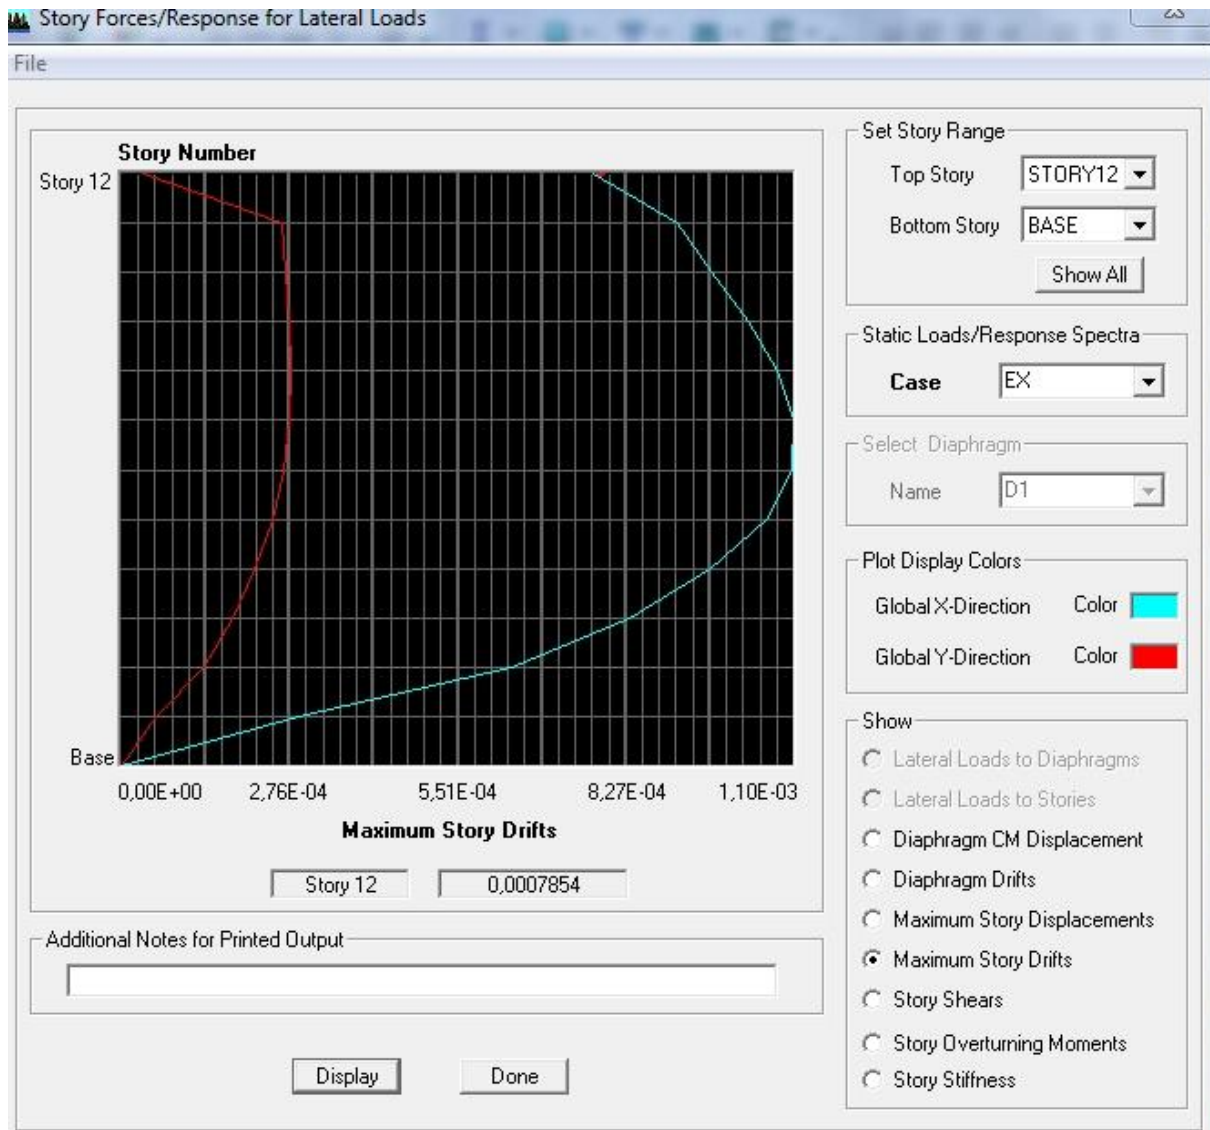 Story Forces/Response for Lateral Loads
File
Story Number
Story 12
Base
0,00E+00 2,76E-04 5,51E-04 8,27E-04 1,10E-03
Maximum Story Drifts
Story 12 0,0007854
Additional Notes for Printed Output
Display Done
Set Story Range
Top Story STORY12
Bottom Story BASE
Show All
Static Loads/Response Spectra
Case EX
Select Diaphragm
Name D1
Plot Display Colors
Global X-Direction Color
Global Y-Direction Color
Show
Lateral Loads to Diaphragms
Lateral Loads to Stories
Diaphragm CM Displacement
Diaphragm Drifts
Maximum Story Displacements
Maximum Story Drifts
Story Shears
Story Overturning Moments
Story Stiffness